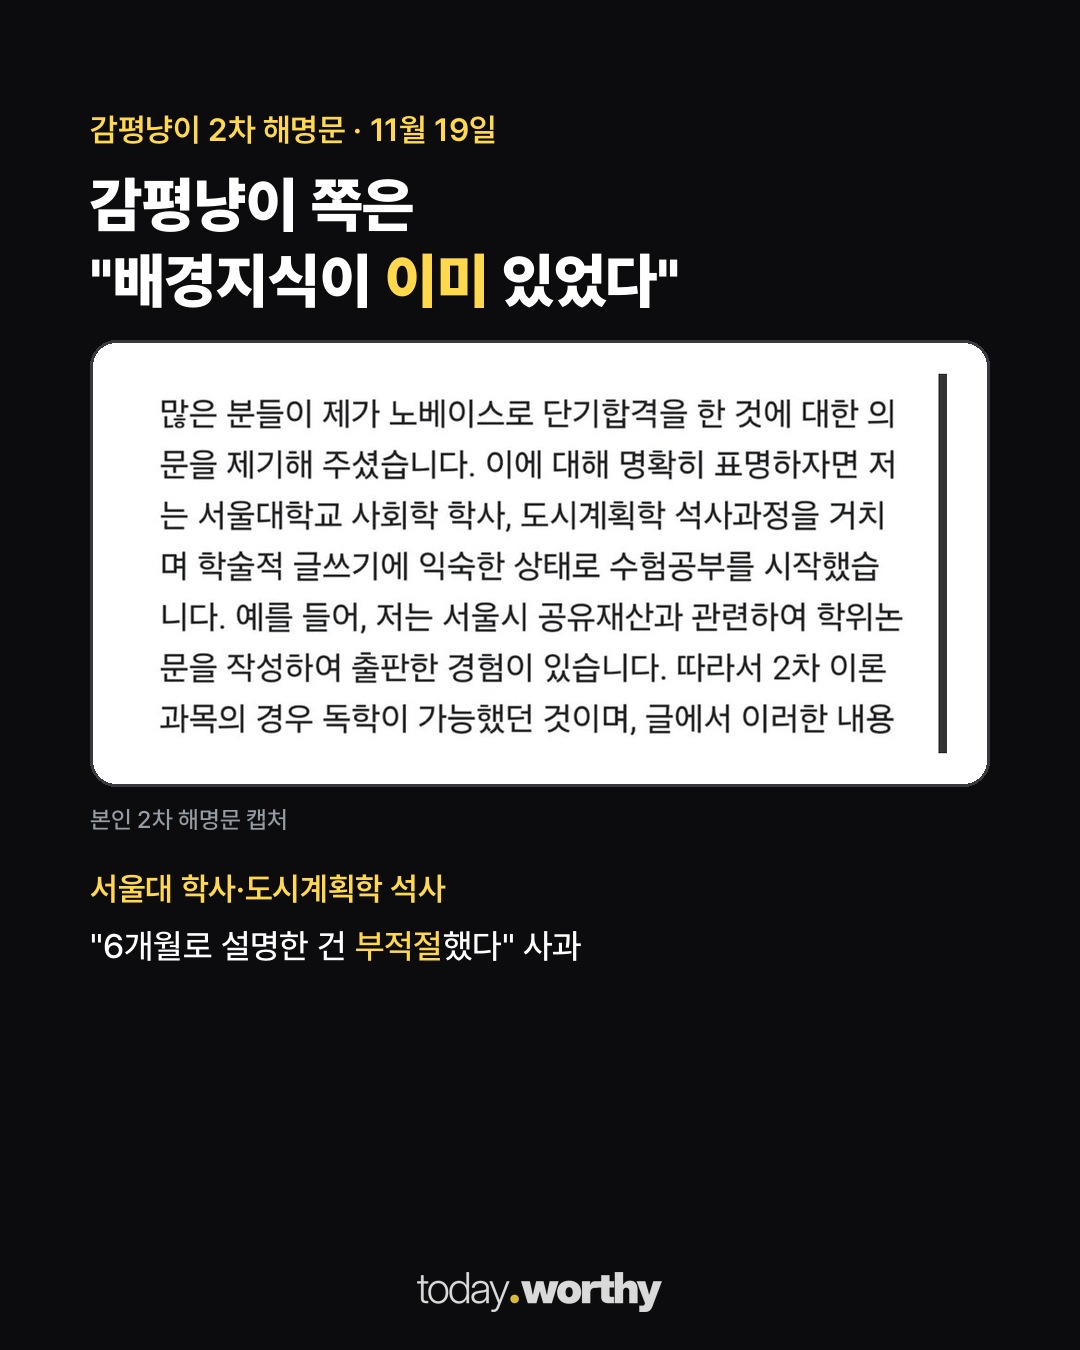 감평냥이 2차 해명문 · 11월 19일
감평냥이 쪽은
"배경지식이 이미 있었다"
많은 분들이 제가 노베이스로 단기합격을 한 것에 대한 의
문을 제기해 주셨습니다. 이에 대해 명확히 표명하자면 저
는 서울대학교 사회학 학사, 도시계획학 석사과정을 거치
며 학술적 글쓰기에 익숙한 상태로 수험공부를 시작했습
니다. 예를 들어, 저는 서울시 공유재산과 관련하여 학위논
문을 작성하여 출판한 경험이 있습니다. 따라서 2차 이론
과목의 경우 독학이 가능했던 것이며, 글에서 이러한 내용
본인 2차 해명문 캡처
서울대 학사·도시계획학 석사
"6개월로 설명한 건 부적절했다" 사과
today.worthy